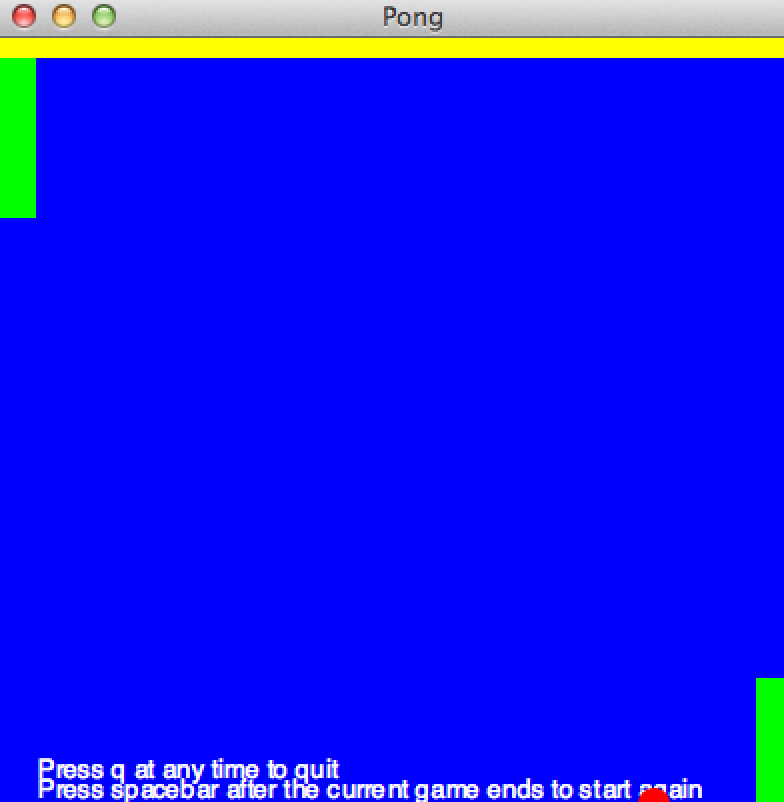 Pong
Press q at any time to quit
Press spacebar after the current game ends to start again